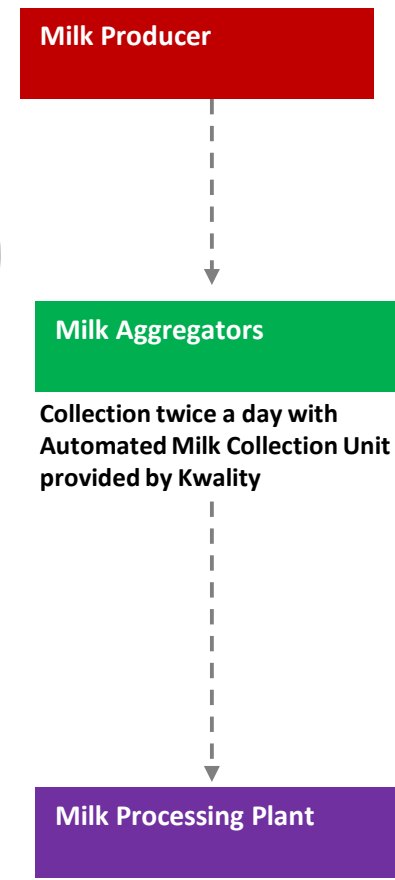 Milk Producer
Milk Aggregators
Collection twice a day with
Automated Milk Collection Unit
provided by Kwality
Milk Processing Plant